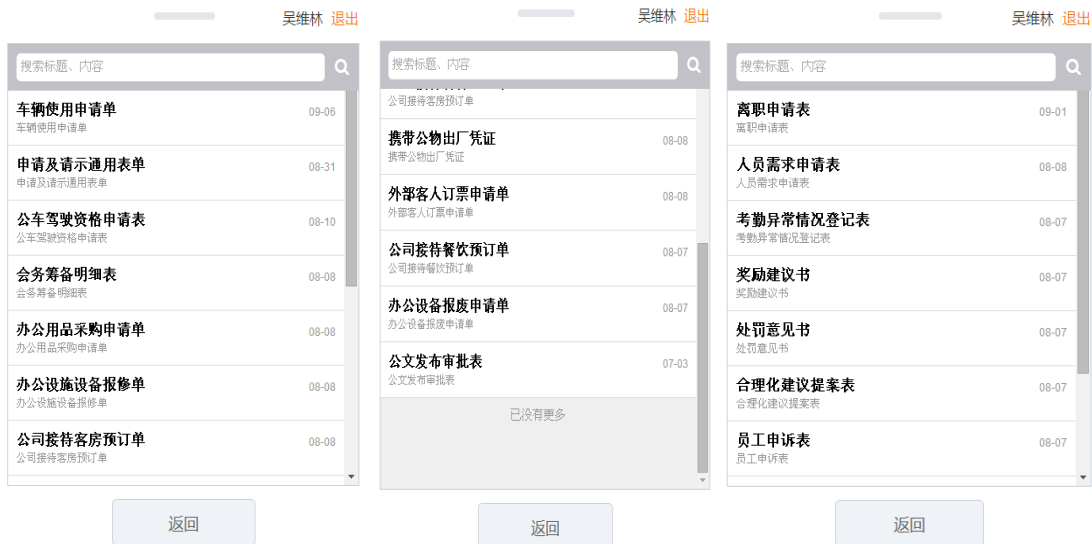 吴维林 退出
搜索标题、内容
车辆使用申请单 09-06
车辆使用申请单
申请及请示通用表单 08-31
申请及请示通用表单
公车驾驶资格申请表 08-10
公车驾驶资格申请表
会务筹备明细表 08-08
会务筹备明细表
办公用品采购申请单 08-08
办公用品采购申请单
办公设施设备报修单 08-08
办公设施设备报修单
公司接待客房预订单 08-08
公司接待客房预订单
返回
吴维林 退出
搜索标题、内容
公司接待客房预订单
携带公物出厂凭证 08-08
携带公物出厂凭证
外部客人订票申请单 08-08
外部客人订票申请单
公司接待餐饮预订单 08-07
公司接待餐饮预订单
办公设备报废申请单 08-07
办公设备报废申请单
公文发布审批表 07-03
公文发布审批表
已没有更多
返回
吴维林 退出
搜索标题、内容
离职申请表 09-01
离职申请表
人员需求申请表 08-08
人员需求申请表
考勤异常情况登记表 08-07
考勤异常情况登记表
奖励建议书 08-07
奖励建议书
处罚意见书 08-07
处罚意见书
合理化建议提案表 08-07
合理化建议提案表
员工申诉表 08-07
员工申诉表
返回